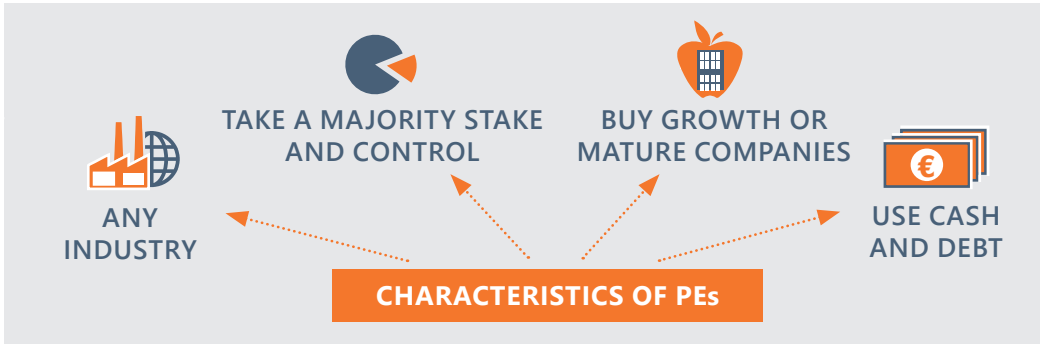 TAKE A MAJORITY STAKE
AND CONTROL
BUY GROWTH OR
MATURE COMPANIES
€
ANY
INDUSTRY
USE CASH
AND DEBT
CHARACTERISTICS OF PEs